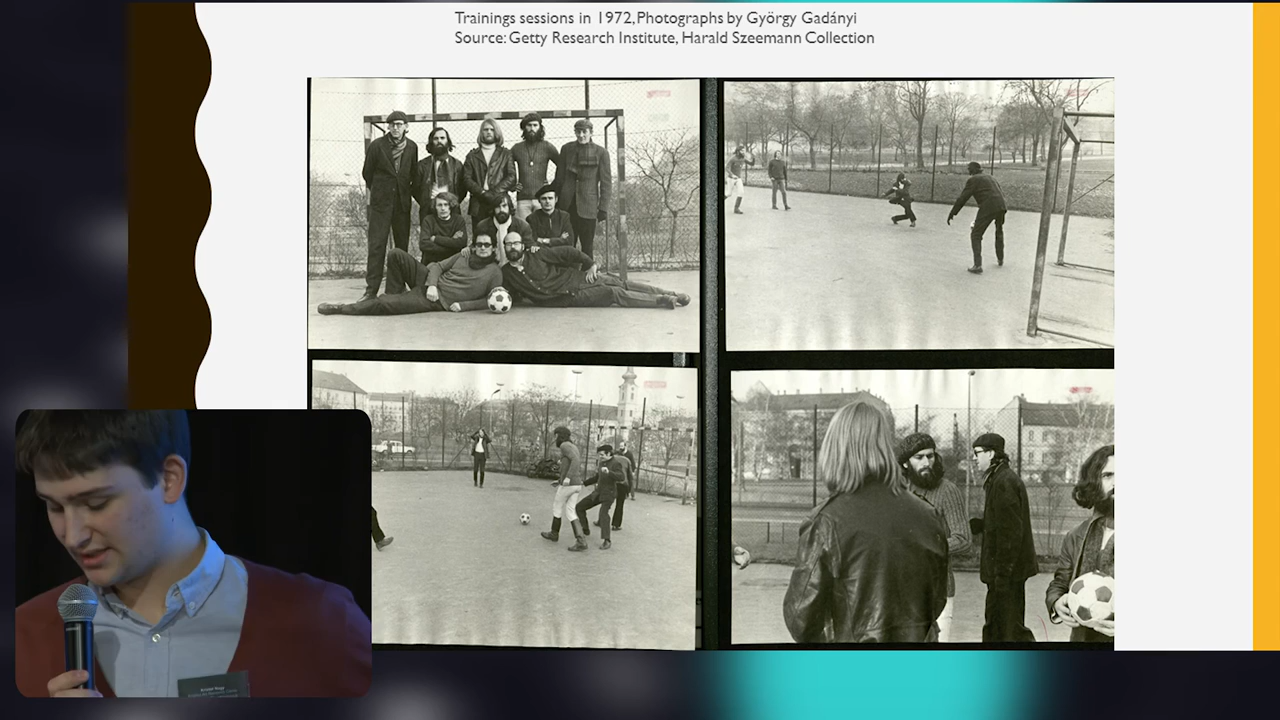 Trainings sessions in 1972, Photographs by György Gadányi
Source: Getty Research Institute, Harald Szeemann Collection